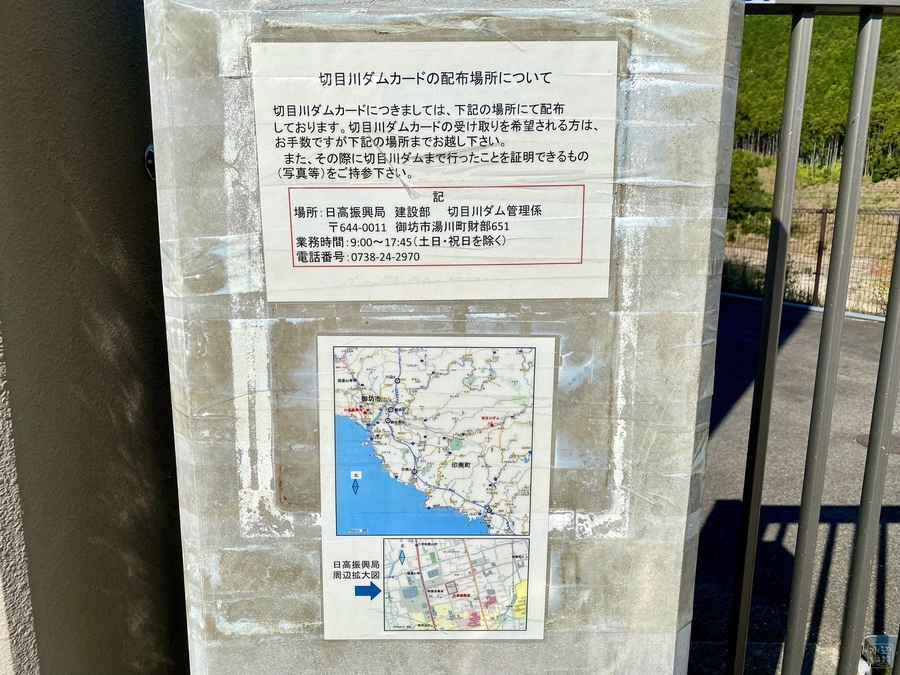 切目川ダムカードの配布場所について
切目川ダムカードにつきましては、下記の場所にて配布
しております。切目川ダムカードの受け取りを希望される方は、
お手数ですが下記の場所までお越し下さい。
また、その際に切目川ダムまで行ったことを証明できるもの
(写真等)をご持参下さい。
記
場所：日高振興局 建設部 切目川ダム管理係
〒644-0011 御坊市湯川町財部651
業務時間：9:00～17:45(土日・祝日を除く)
電話番号：0738-24-2970
御坊市
切目川ダム
印南町
北
日高振興局
周辺拡大図